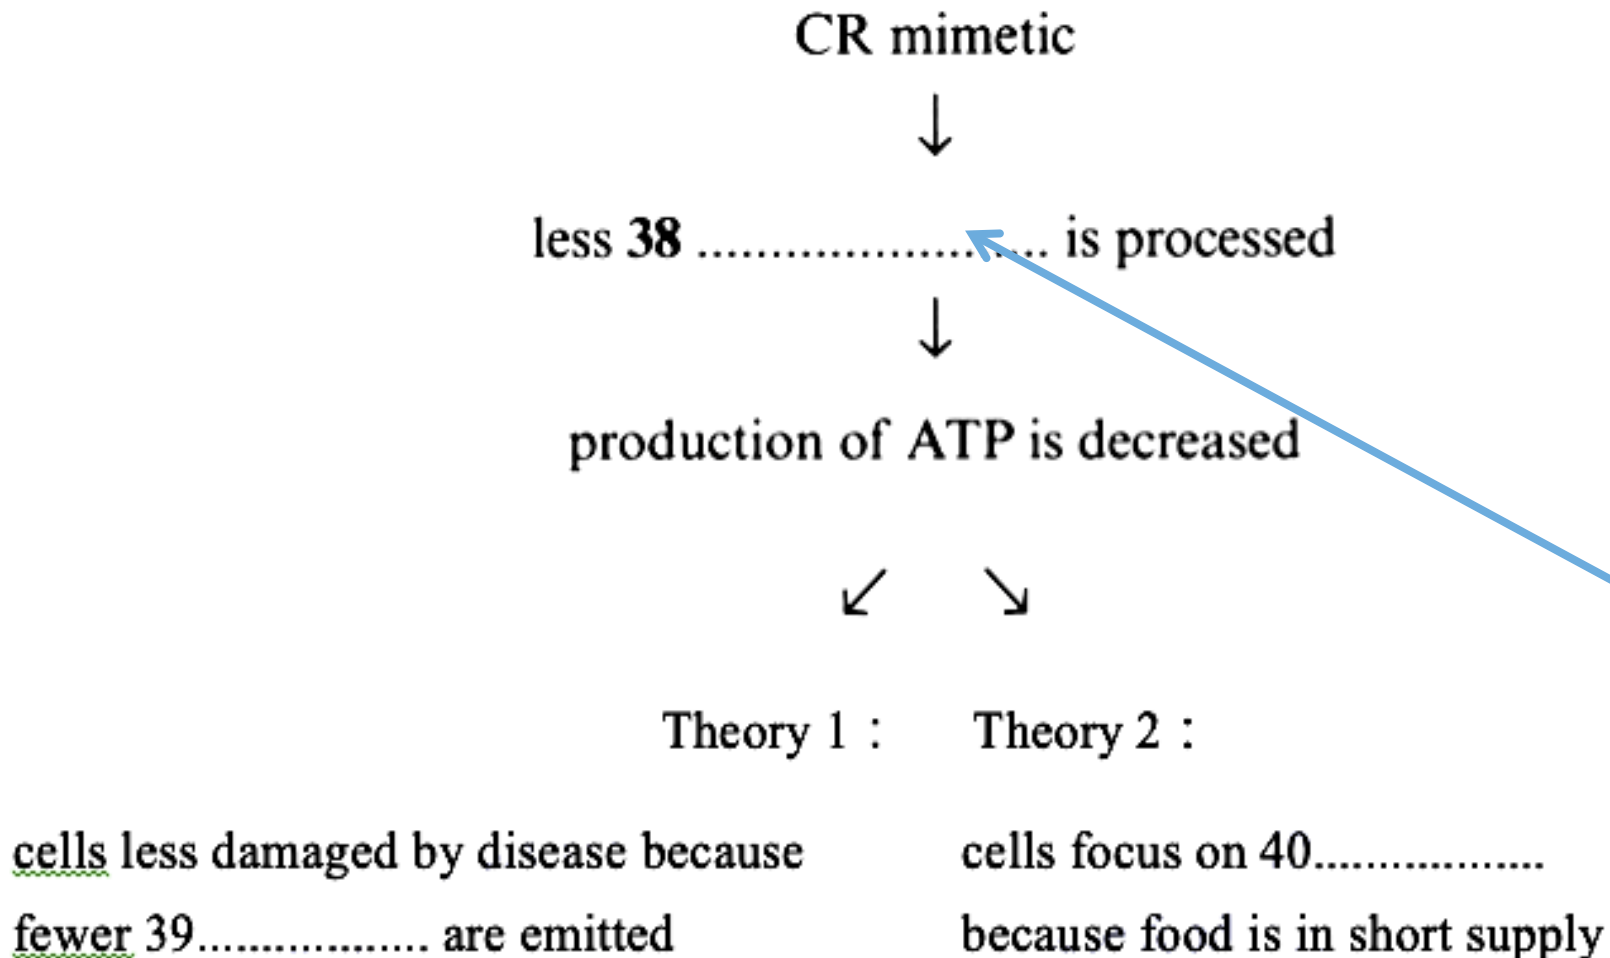 CR mimetic
↓
less 38 ........................ is processed
↓
production of ATP is decreased
↙ ↘
Theory 1 : Theory 2 :
cells less damaged by disease because
fewer 39.................. are emitted
cells focus on 40..................
because food is in short supply